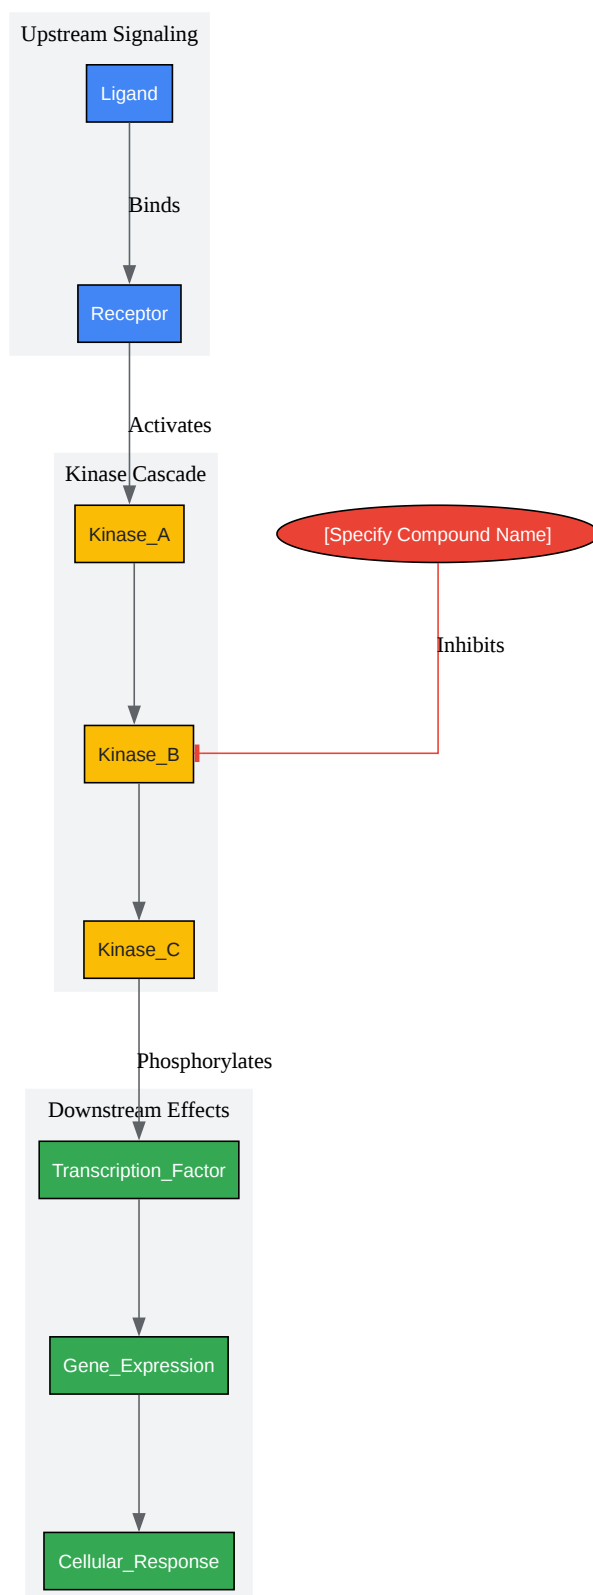 Upstream Signaling
Ligand
Binds
Receptor
Activates
Kinase Cascade
Kinase_A
[Specify Compound Name]
Inhibits
Kinase_B
Kinase_C
Phosphorylates
Downstream Effects
Transcription_Factor
Gene_Expression
Cellular_Response